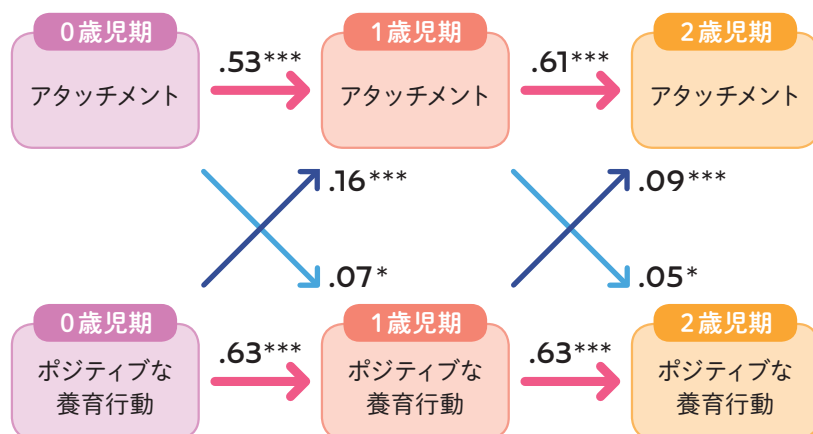 0歳児期
アタッチメント
.53***
1歳児期
アタッチメント
.61***
2歳児期
アタッチメント
.16***
.07*
.09***
.05*
0歳児期
ポジティブな
養育行動
.63***
1歳児期
ポジティブな
養育行動
.63***
2歳児期
ポジティブな
養育行動